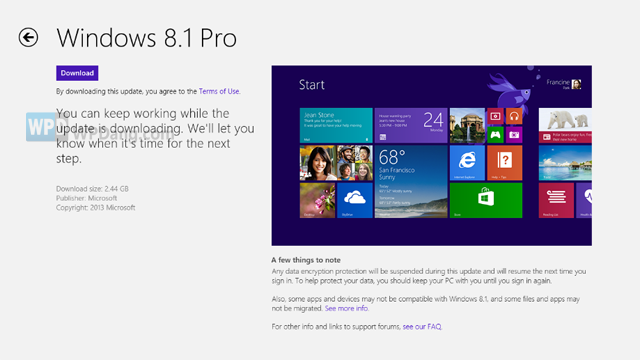 Windows 8.1 Pro
Download
By downloading this update, you agree to the Terms of Use.
You can keep working while the
update is downloading. We'll let you
know when it's time for the next
step.
WPD
Download size: 2.44 GB
Publisher: Microsoft
Copyright: 2013 Microsoft
Start
Francine
Jean Stone
24
68°
San Francisco
Sunny
Store
A few things to note
Any data encryption protection will be suspended during this update and will resume the next time you
sign in. To help protect your data, you should keep your PC with you until you sign in again.
Also, some apps and devices may not be compatible with Windows 8.1, and some files and apps may
not be migrated. See more info.
For other info and links to support forums, see our FAQ.